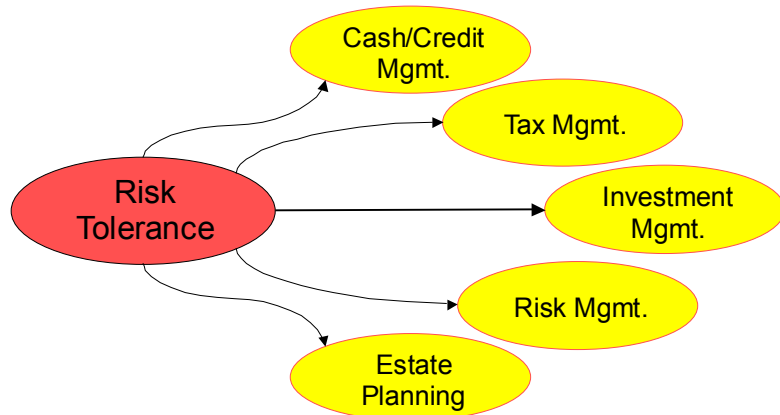 Cash/Credit
Mgmt.
Tax Mgmt.
Risk
Tolerance
Investment
Mgmt.
Risk Mgmt.
Estate
Planning